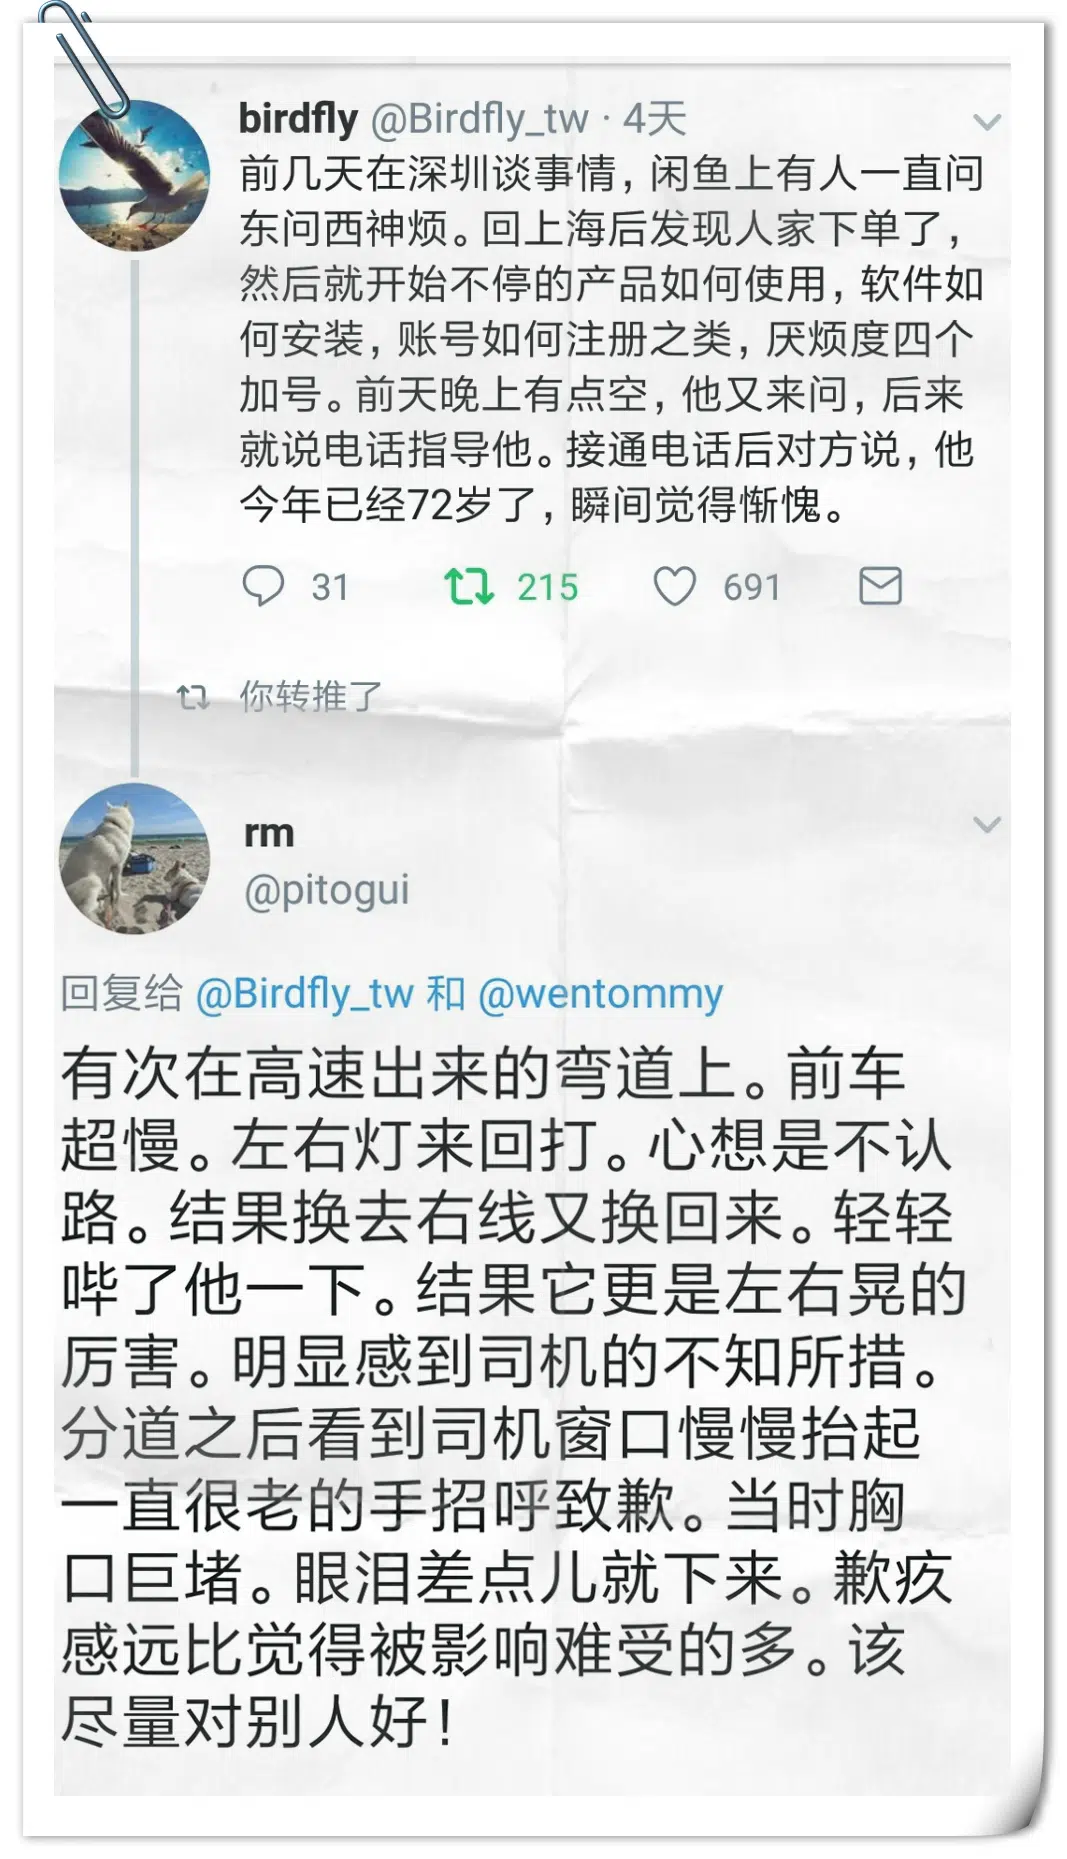 birdfly @Birdfly_tw · 4天
前几天在深圳谈事情，闲鱼上有人一直问
东问西神烦。回上海后发现人家下单了，
然后就开始不停的产品如何使用，软件如
何安装，账号如何注册之类，厌烦度四个
加号。前天晚上有点空，他又来问，后来
就说电话指导他。接通电话后对方说，他
今年已经72岁了，瞬间觉得惭愧。
31 215 691
你转推了
rm
@pitogui
回复给 @Birdfly_tw 和 @wentommy
有次在高速出来的弯道上。前车
超慢。左右灯来回打。心想是不认
路。结果换去右线又换回来。轻轻
哔了他一下。结果它更是左右晃的
厉害。明显感到司机的不知所措。
分道之后看到司机窗口慢慢抬起
一直很老的手招呼致歉。当时胸
口巨堵。眼泪差点儿就下来。歉疚
感远比觉得被影响难受的多。该
尽量对别人好！